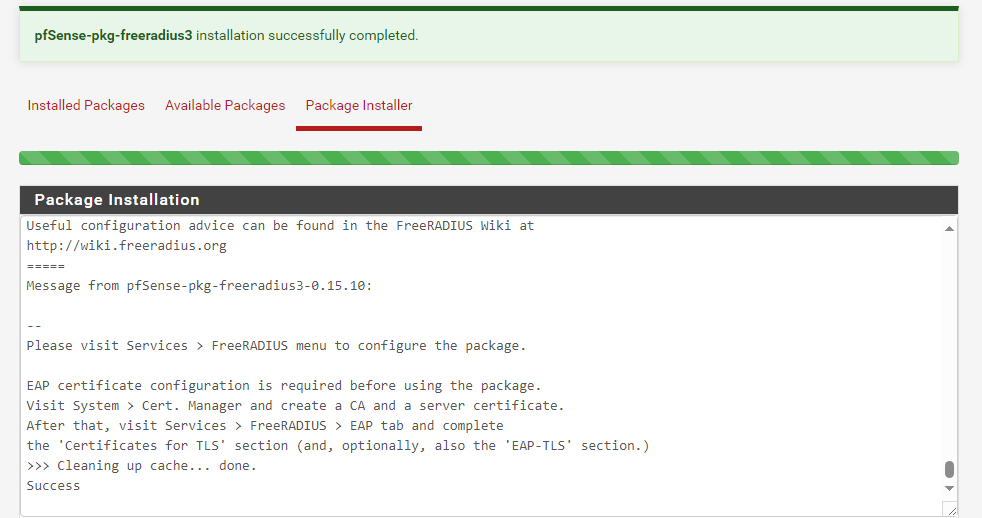 pfSense-pkg-freeradius3 installation successfully completed.
Installed Packages Available Packages Package Installer
Package Installation
Useful configuration advice can be found in the FreeRADIUS Wiki at
http://wiki.freeradius.org
=====
Message from pfSense-pkg-freeradius3-0.15.10:
--
Please visit Services > FreeRADIUS menu to configure the package.
EAP certificate configuration is required before using the package.
Visit System > Cert. Manager and create a CA and a server certificate.
After that, visit Services > FreeRADIUS > EAP tab and complete
the 'Certificates for TLS' section (and, optionally, also the 'EAP-TLS' section.)
>>> Cleaning up cache... done.
Success